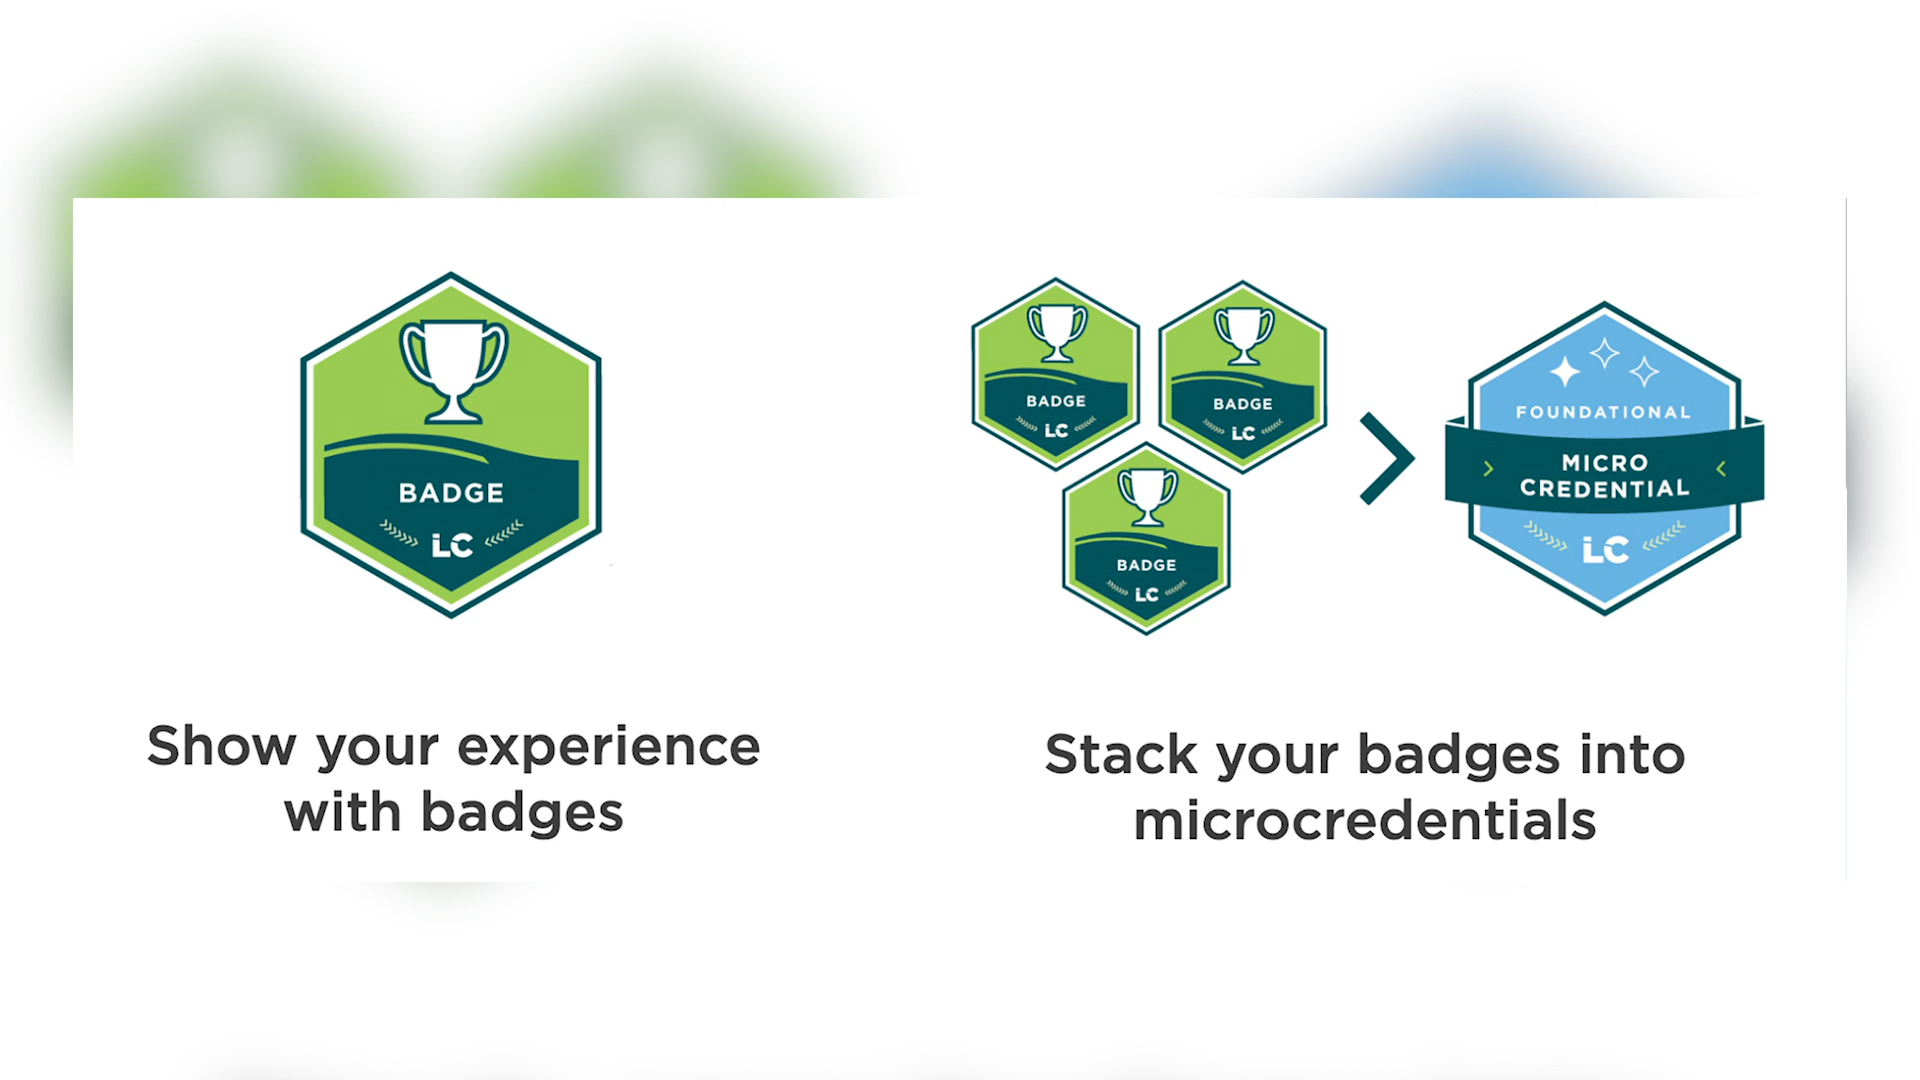 BADGE
LC
Show your experience
with badges
BADGE
LC
BADGE
LC
BADGE
LC
FOUNDATIONAL
MICRO
CREDENTIAL
LC
Stack your badges into
microcredentials